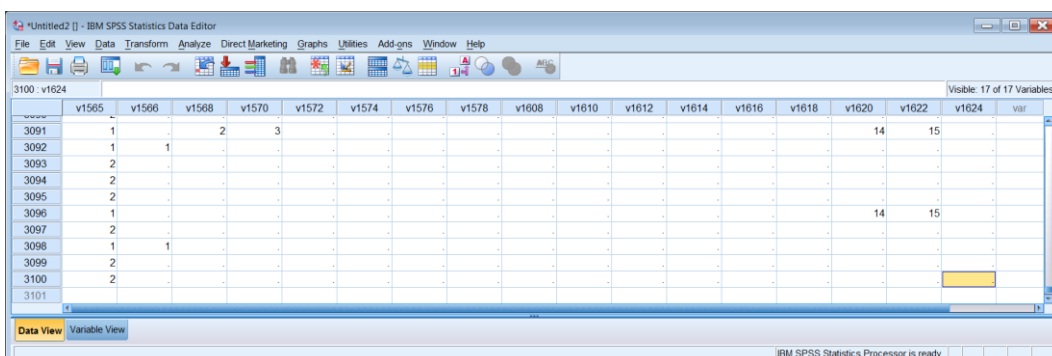 *Untitled2 [] - IBM SPSS Statistics Data Editor
File Edit View Data Transform Analyze Direct Marketing Graphs Utilities Add-ons Window Help
3100 : v1624 Visible: 17 of 17 Variables
v1565 v1566 v1568 v1570 v1572 v1574 v1576 v1578 v1608 v1610 v1612 v1614 v1616 v1618 v1620 v1622 v1624 var
3091 1 . 2 3 . . . . . . . . . . 14 15 .
3092 1 1 . . . . . . . . . . . . . . .
3093 2 . . . . . . . . . . . . . . . .
3094 2 . . . . . . . . . . . . . . . .
3095 2 . . . . . . . . . . . . . . . .
3096 1 . . . . . . . . . . . . . 14 15 .
3097 2 . . . . . . . . . . . . . . . .
3098 1 1 . . . . . . . . . . . . . . .
3099 2 . . . . . . . . . . . . . . . .
3100 2 . . . . . . . . . . . . . . . .
3101
Data View Variable View
IBM SPSS Statistics Processor is ready